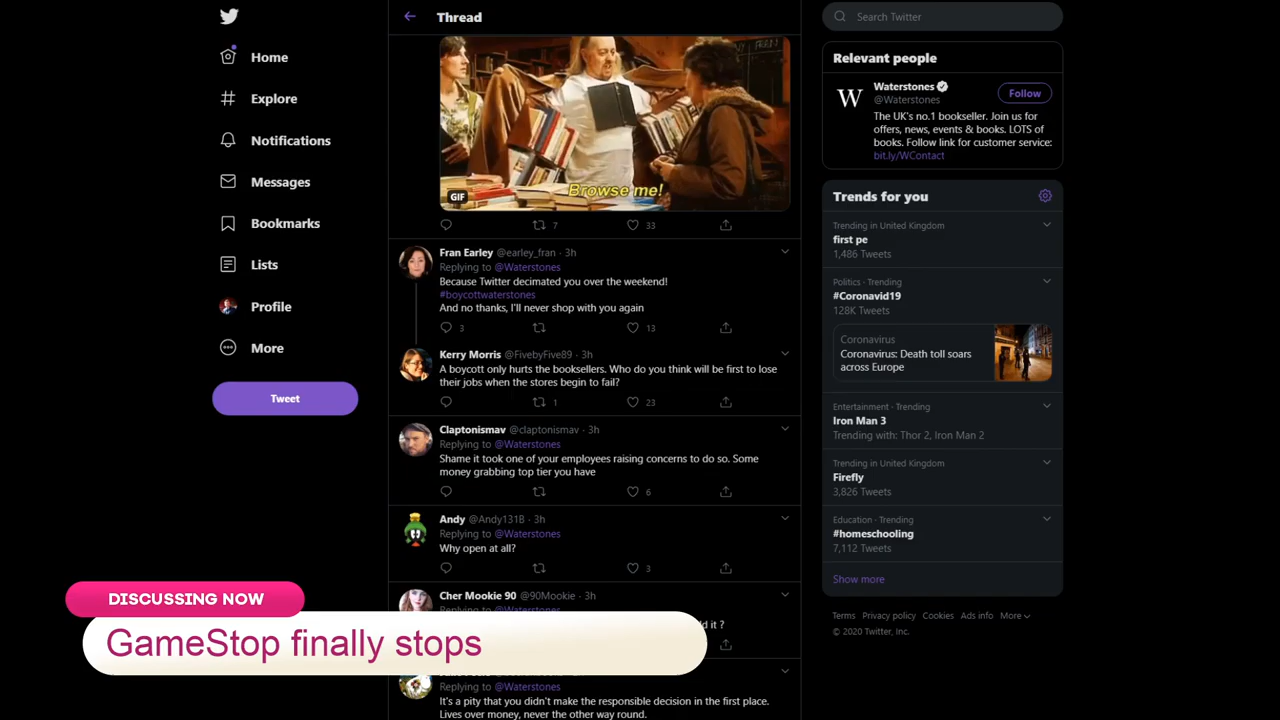 Home
Explore
Notifications
Messages
Bookmarks
Lists
Profile
More
Tweet
Thread
Browse me!
GIF
7
33
Fran Earley @earley_fran · 3h
Replying to @Waterstones
Because Twitter decimated you over the weekend!
#boycottwaterstones
And no thanks, I'll never shop with you again
3
13
Kerry Morris @FivebyFive89 · 3h
A boycott only hurts the booksellers. Who do you think will be first to lose
their jobs when the stores begin to fail?
1
23
Claptonismav @claptonismav · 3h
Replying to @Waterstones
Shame it took one of your employees raising concerns to do so. Some
money grabbing top tier you have
6
Andy @Andy131B · 3h
Replying to @Waterstones
Why open at all?
3
Cher Mookie 90 @90Mookie · 3h
Replying to @Waterstones
it ?
Replying to @Waterstones
It's a pity that you didn't make the responsible decision in the first place.
Lives over money, never the other way round.
Search Twitter
Relevant people
W
Waterstones
@Waterstones
Follow
The UK's no.1 bookseller. Join us for
offers, news, events & books. LOTS of
books. Follow link for customer service:
bit.ly/WContact
Trends for you
Trending in United Kingdom
first pe
1,486 Tweets
Politics · Trending
#Coronavid19
128K Tweets
Coronavirus
Coronavirus: Death toll soars
across Europe
Entertainment · Trending
Iron Man 3
Trending with: Thor 2, Iron Man 2
Trending in United Kingdom
Firefly
3,826 Tweets
Education · Trending
#homeschooling
7,112 Tweets
Show more
Terms Privacy policy Cookies Ads info More
© 2020 Twitter, Inc.
DISCUSSING NOW
GameStop finally stops